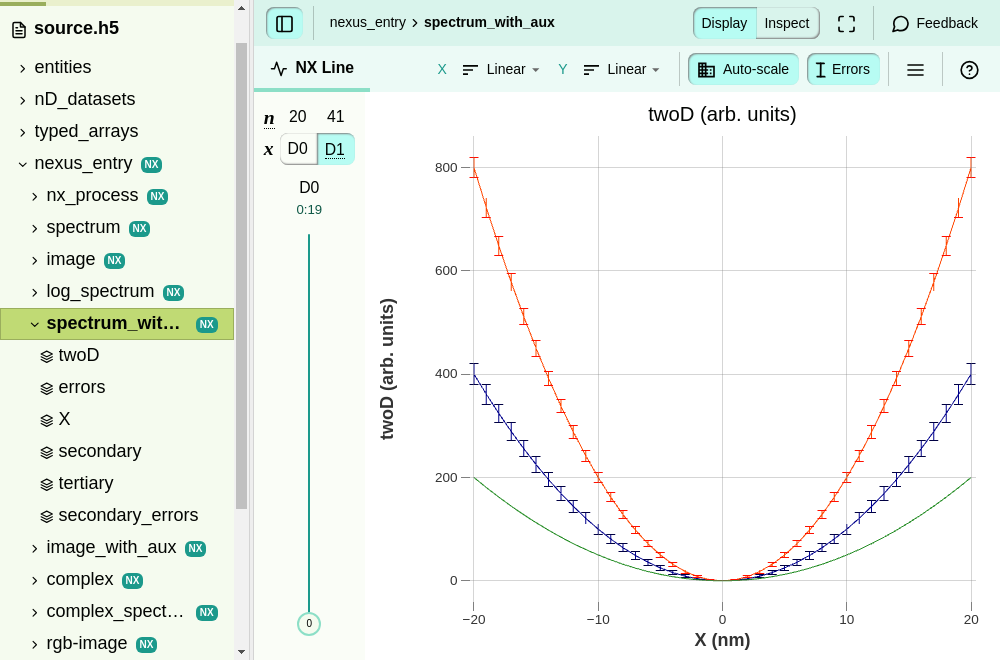 source.h5
entities
nD_datasets
typed_arrays
nexus_entry NX
nx_process NX
spectrum NX
image NX
log_spectrum NX
spectrum_wit... NX
twoD
errors
X
secondary
tertiary
secondary_errors
image_with_aux NX
complex NX
complex_spect... NX
rgb-image NX
nexus_entry > spectrum_with_aux
Display Inspect
Feedback
NX Line
X Linear
Y Linear
Auto-scale
Errors
n 20 41
x D0 D1
D0
0:19
0
twoD (arb. units)
twoD (arb. units)
800
600
400
200
0
−20 −10 0 10 20
X (nm)